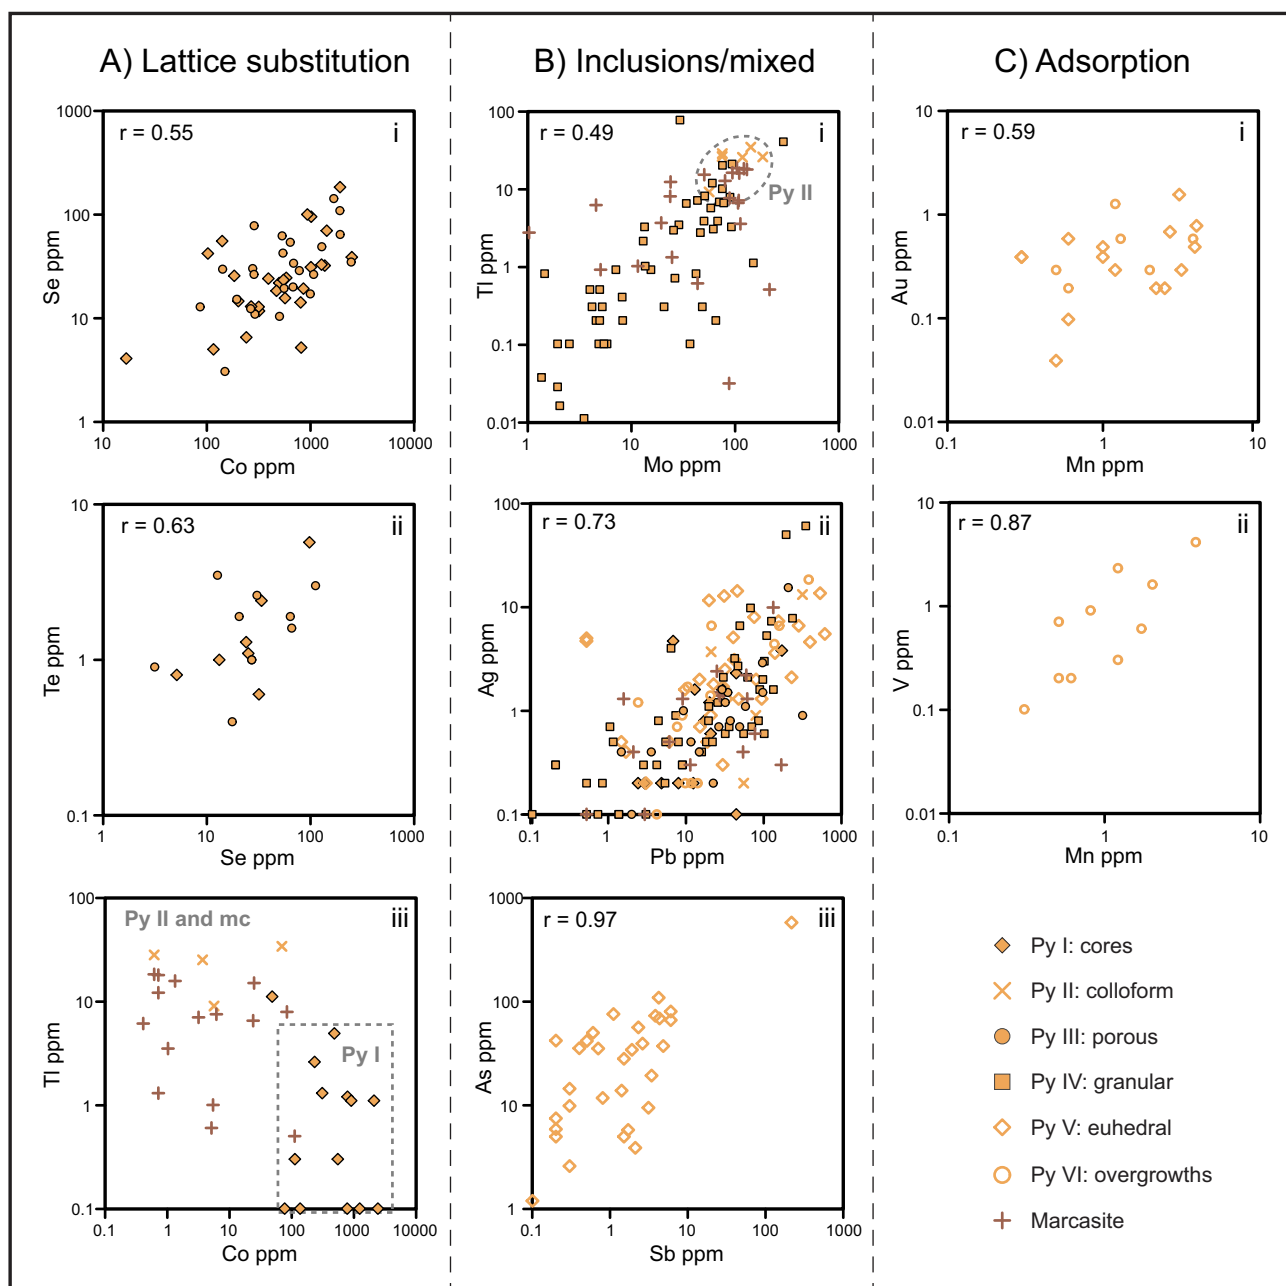 A) Lattice substitution
B) Inclusions/mixed
C) Adsorption
r = 0.55
i
1000
100
10
1
Se ppm
10
100
1000
10000
Co ppm
r = 0.49
i
Py II
100
10
1
0.1
0.01
Tl ppm
1
10
100
1000
Mo ppm
r = 0.59
i
10
1
0.1
0.01
Au ppm
0.1
1
10
Mn ppm
r = 0.63
ii
10
1
0.1
Te ppm
1
10
100
1000
Se ppm
r = 0.73
ii
100
10
1
0.1
Ag ppm
0.1
1
10
100
1000
Pb ppm
r = 0.87
ii
10
1
0.1
0.01
V ppm
0.1
1
10
Mn ppm
Py II and mc
iii
Py I
100
10
1
0.1
Tl ppm
0.1
1
10
100
1000
10000
Co ppm
r = 0.97
iii
1000
100
10
1
As ppm
0.1
1
10
100
1000
Sb ppm
Py I: cores
Py II: colloform
Py III: porous
Py IV: granular
Py V: euhedral
Py VI: overgrowths
Marcasite